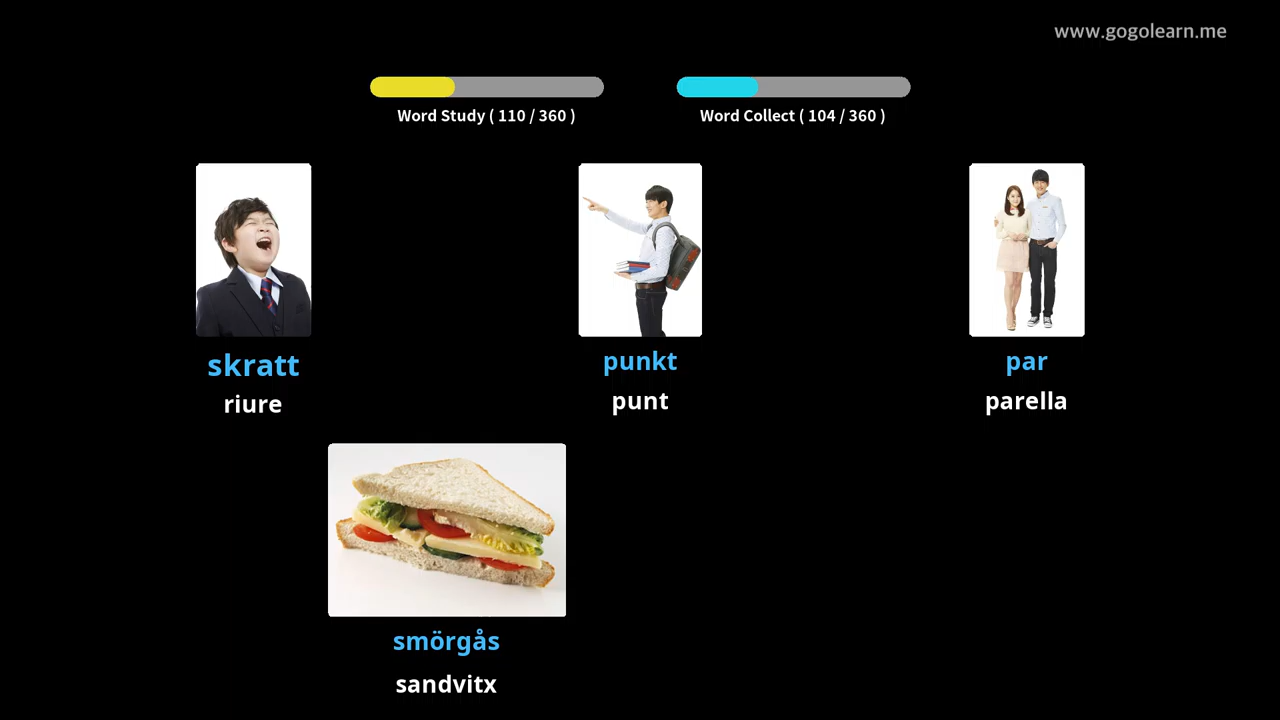 www.gogolearn.me
Word Study ( 110 / 360 )
Word Collect ( 104 / 360 )
skratt
riure
punkt
punt
par
parella
smörgås
sandvitx